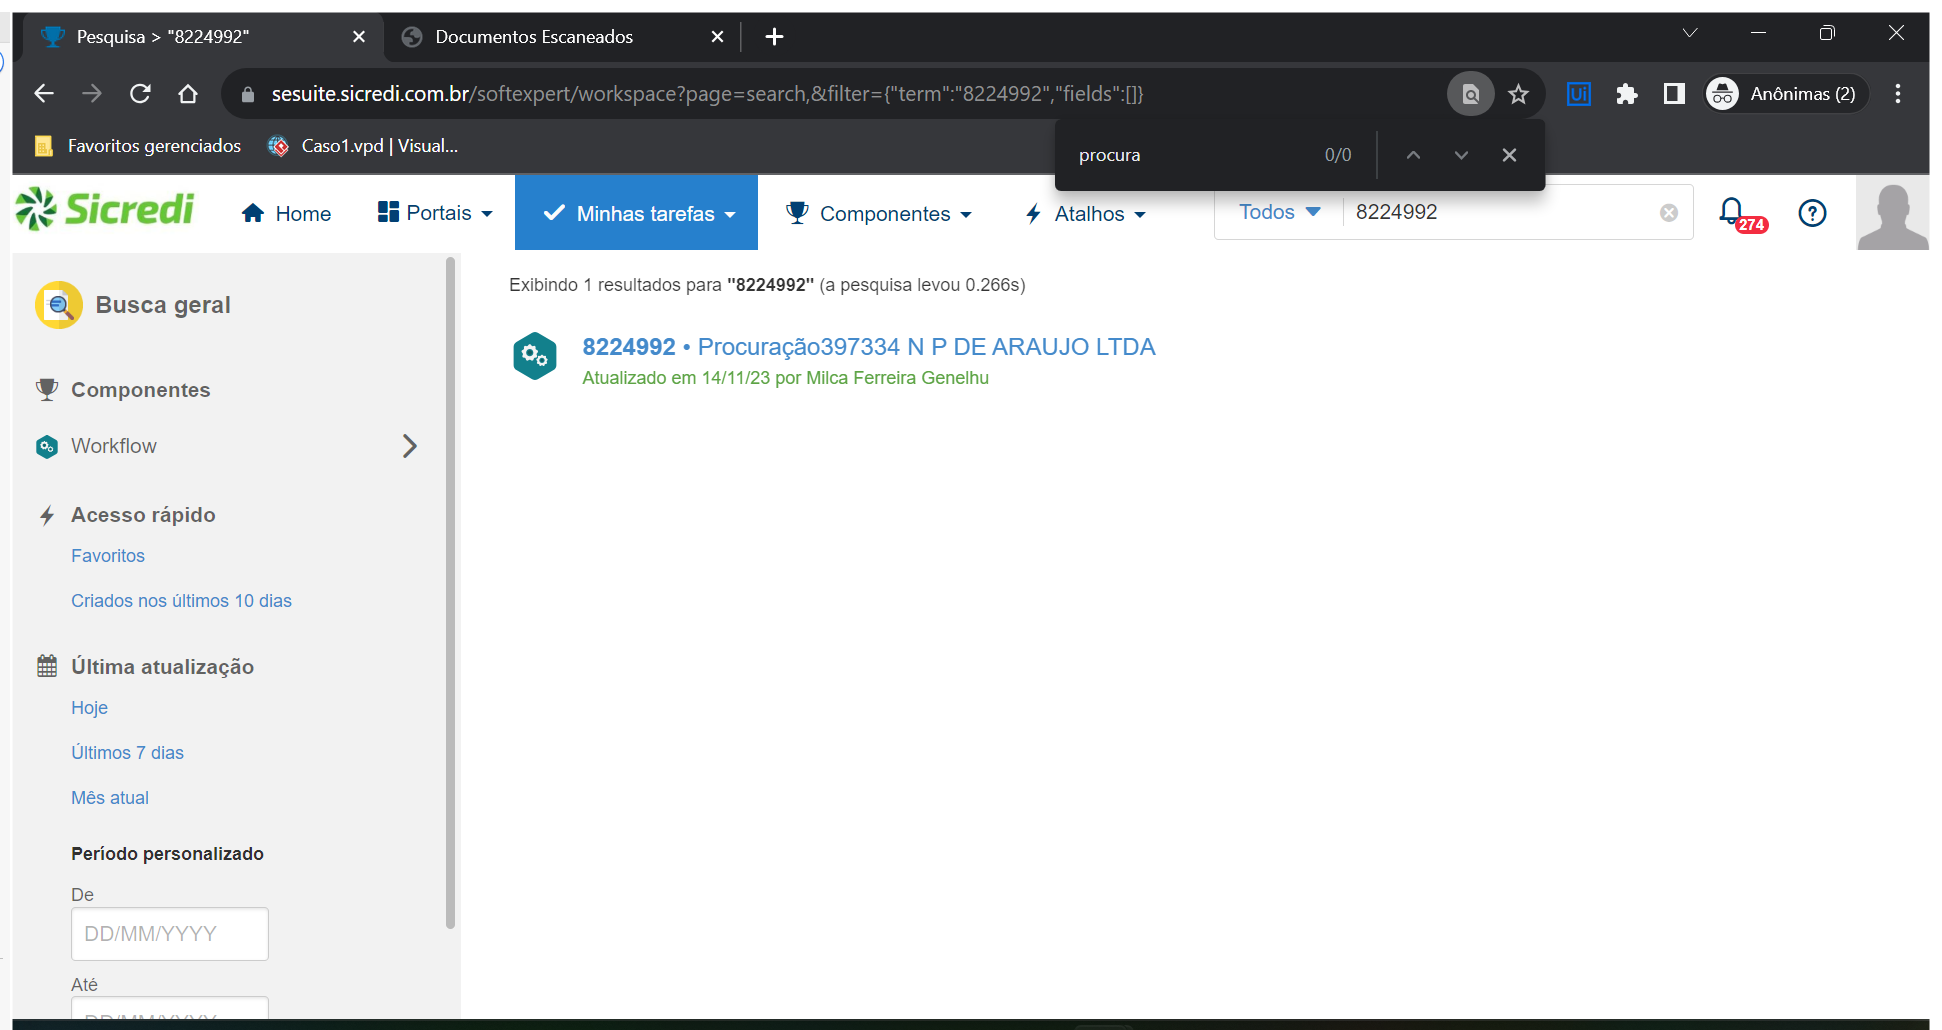 Pesquisa > "8224992"
Documentos Escaneados
sesuite.sicredi.com.br/softexpert/workspace?page=search,&filter={"term":"8224992","fields":[]}
Ui
Anônimas (2)
Favoritos gerenciados
Caso1.vpd | Visual...
procura
0/0
Sicredi
Home
Portais
Minhas tarefas
Componentes
Atalhos
Todos
8224992
274
Busca geral
Componentes
Workflow
Acesso rápido
Favoritos
Criados nos últimos 10 dias
Última atualização
Hoje
Últimos 7 dias
Mês atual
Período personalizado
De
DD/MM/YYYY
Até
DD/MM/YYYY
Exibindo 1 resultados para "8224992" (a pesquisa levou 0.266s)
8224992 • Procuração397334 N P DE ARAUJO LTDA
Atualizado em 14/11/23 por Milca Ferreira Genelhu